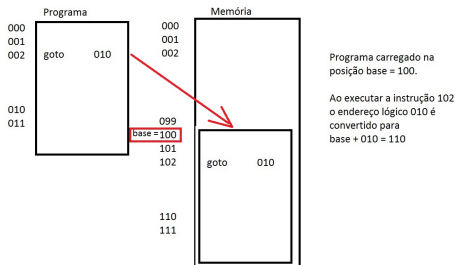 Programa
000
001
002 goto 010
010
011
Memória
000
001
002
099
base = 100
101
102 goto 010
110
111
Programa carregado na
posição base = 100.
Ao executar a instrução 102
o endereço lógico 010 é
convertido para
base + 010 = 110